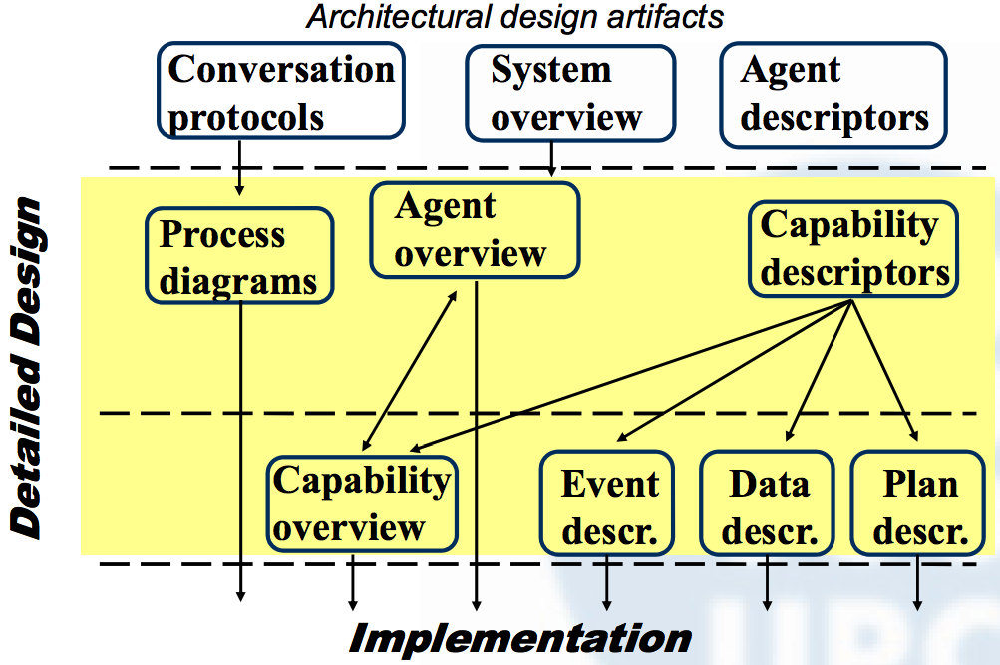 Architectural design artifacts
Conversation
protocols
System
overview
Agent
descriptors
Detailed Design
Process
diagrams
Agent
overview
Capability
descriptors
Capability
overview
Event
descr.
Data
descr.
Plan
descr.
Implementation